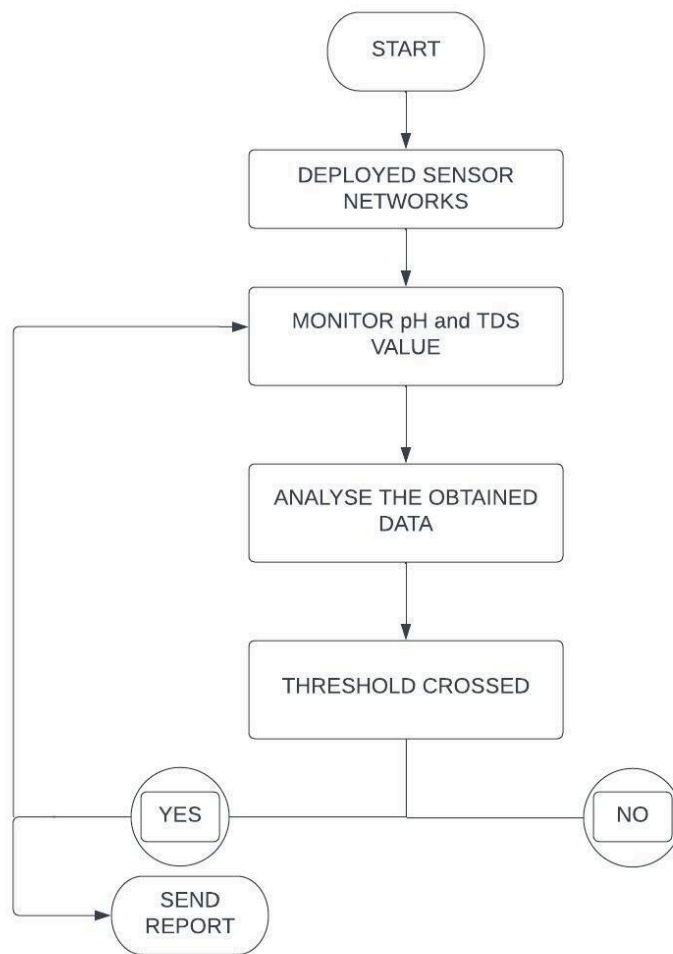 START
DEPLOYED SENSOR
NETWORKS
MONITOR pH and TDS
VALUE
ANALYSE THE OBTAINED
DATA
THRESHOLD CROSSED
YES
NO
SEND
REPORT